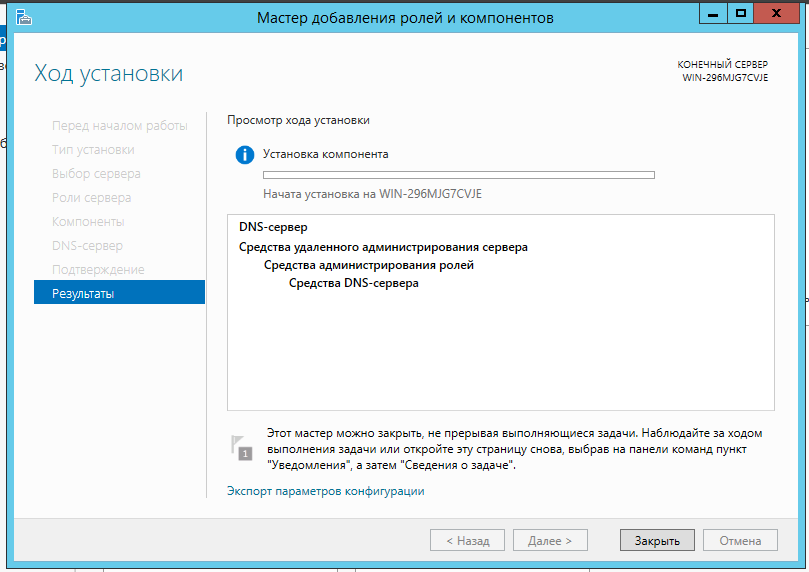 Мастер добавления ролей и компонентов
Ход установки
КОНЕЧНЫЙ СЕРВЕР
WIN-296MJG7CVJE
Перед началом работы
Тип установки
Выбор сервера
Роли сервера
Компоненты
DNS-сервер
Подтверждение
Результаты
Просмотр хода установки
Установка компонента
Начата установка на WIN-296MJG7CVJE
DNS-сервер
Средства удаленного администрирования сервера
Средства администрирования ролей
Средства DNS-сервера
1
Этот мастер можно закрыть, не прерывая выполняющиеся задачи. Наблюдайте за ходом
выполнения задачи или откройте эту страницу снова, выбрав на панели команд пункт
"Уведомления", а затем "Сведения о задаче".
Экспорт параметров конфигурации
< Назад
Далее >
Закрыть
Отмена